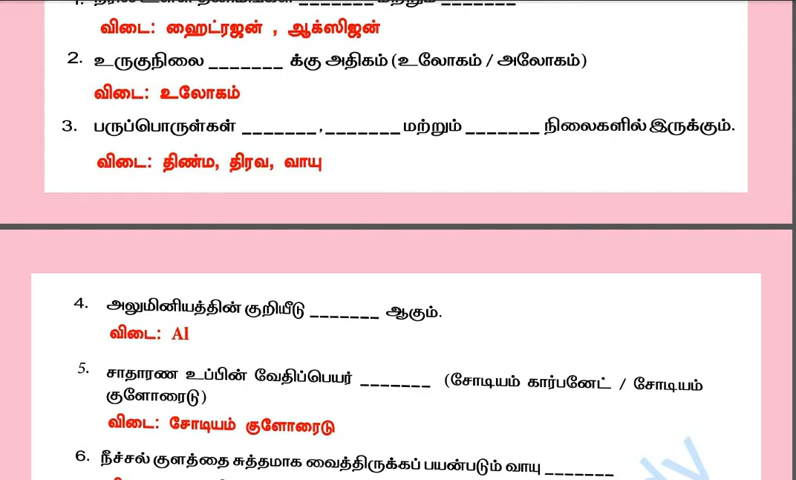 விடை: ஹைட்ரஜன் , ஆக்ஸிஜன்
2. உருகுநிலை _______ க்கு அதிகம் (உலோகம் / அலோகம்)
விடை: உலோகம்
3. பருப்பொருள்கள் _______,_______ மற்றும் _______ நிலைகளில் இருக்கும்.
விடை: திண்ம, திரவ, வாயு
4. அலுமினியத்தின் குறியீடு _______ ஆகும்.
விடை: Al
5. சாதாரண உப்பின் வேதிப்பெயர் _______ (சோடியம் கார்பனேட் / சோடியம்
குளோரைடு)
விடை: சோடியம் குளோரைடு
6. நீச்சல் குளத்தை சுத்தமாக வைத்திருக்கப் பயன்படும் வாயு _______